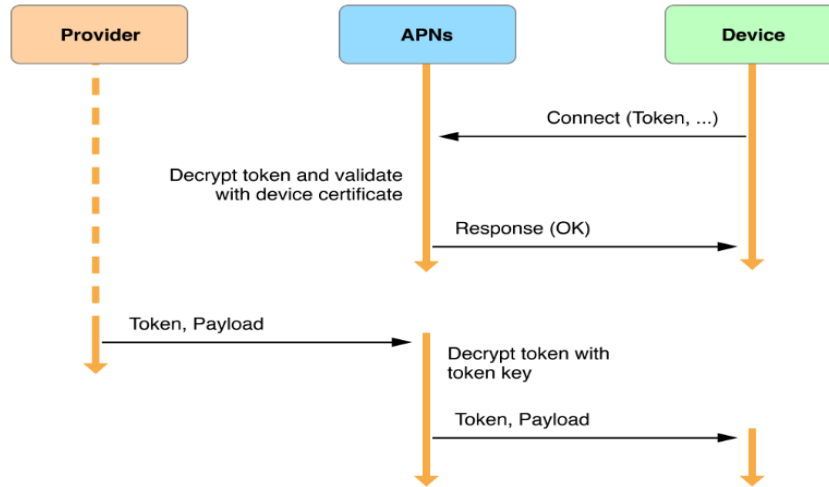 Provider
APNs
Device
Connect (Token, ...)
Decrypt token and validate
with device certificate
Response (OK)
Token, Payload
Decrypt token with
token key
Token, Payload